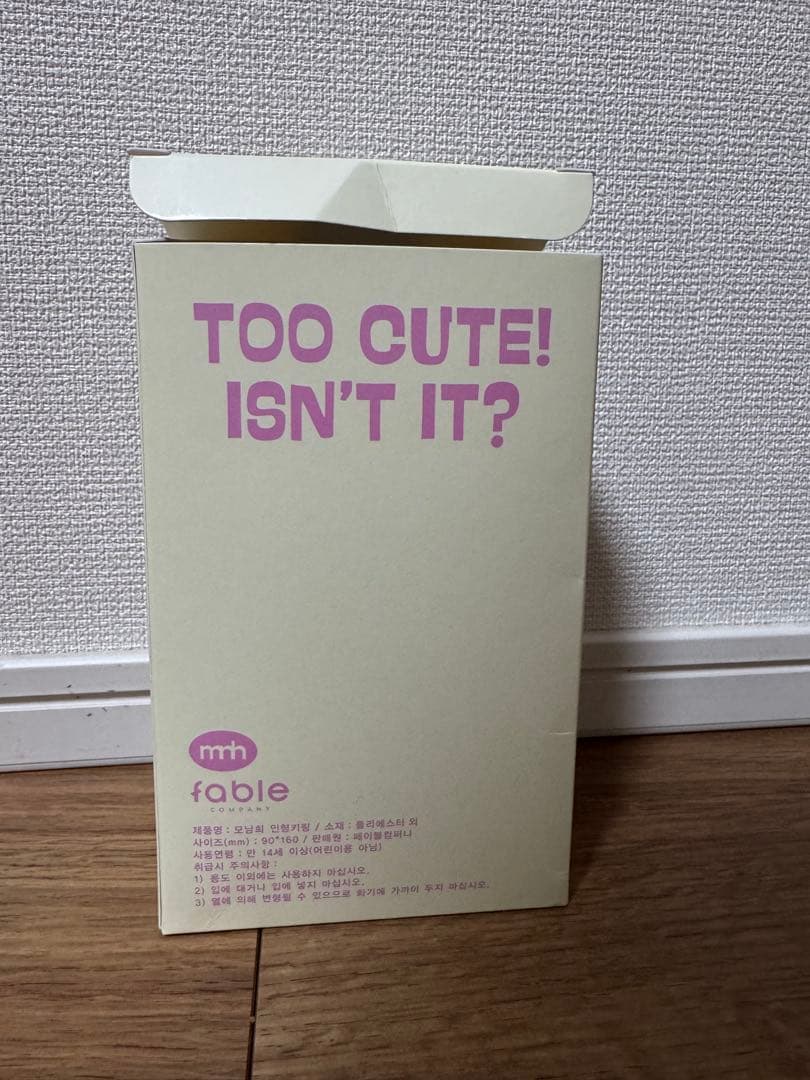 TOO CUTE!
ISN'T IT?
mnh
fable
COMPANY
제품명 : 모남희 인형키링 / 소재 : 폴리에스터 외
사이즈(mm) : 90*160 / 판매원 : 페이블컴퍼니
사용연령 : 만 14세 이상(어린이용 아님)
취급시 주의사항 :
1) 용도 이외에는 사용하지 마십시오.
2) 입에 대거나 입에 넣지 마십시오.
3) 열에 의해 변형될 수 있으므로 화기에 가까이 두지 마십시오.